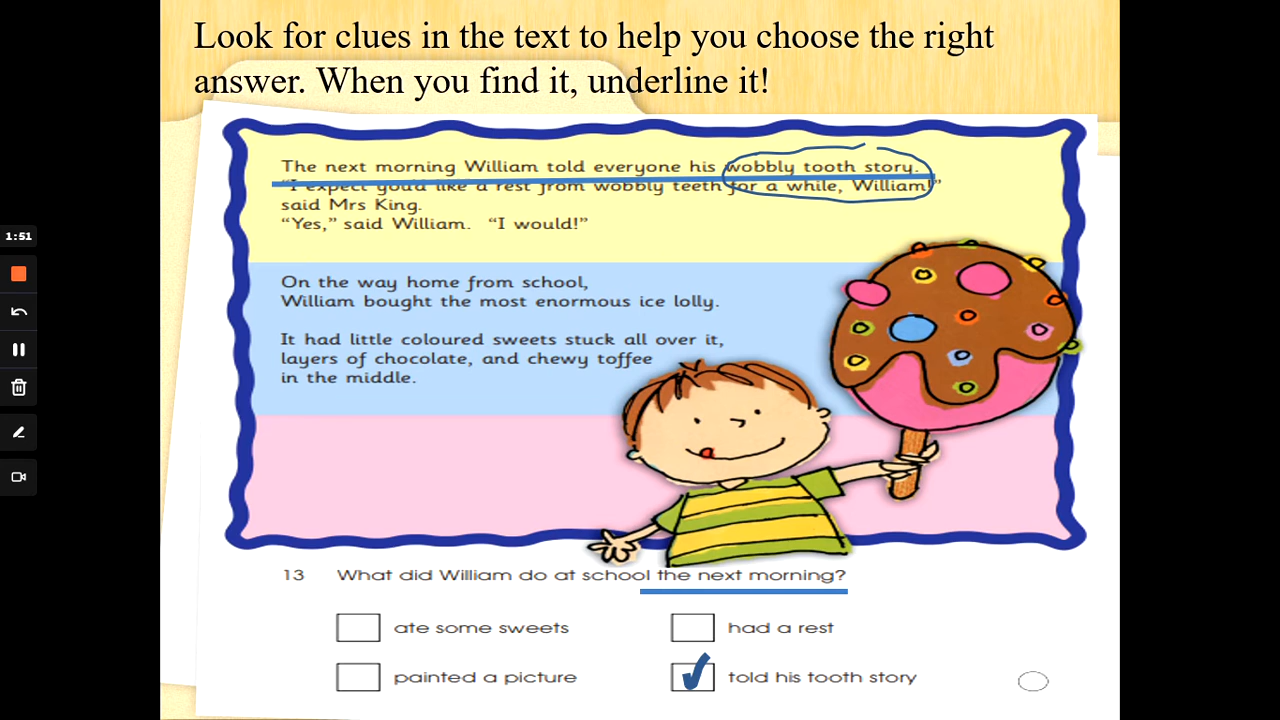 Look for clues in the text to help you choose the right
answer. When you find it, underline it!
The next morning William told everyone his wobbly tooth story.
“I expect you'd like a rest from wobbly teeth for a while, William!”
said Mrs King.
“Yes,” said William. “I would!”
On the way home from school,
William bought the most enormous ice lolly.
It had little coloured sweets stuck all over it,
layers of chocolate, and chewy toffee
in the middle.
1:51
13 What did William do at school the next morning?
ate some sweets
had a rest
painted a picture
told his tooth story